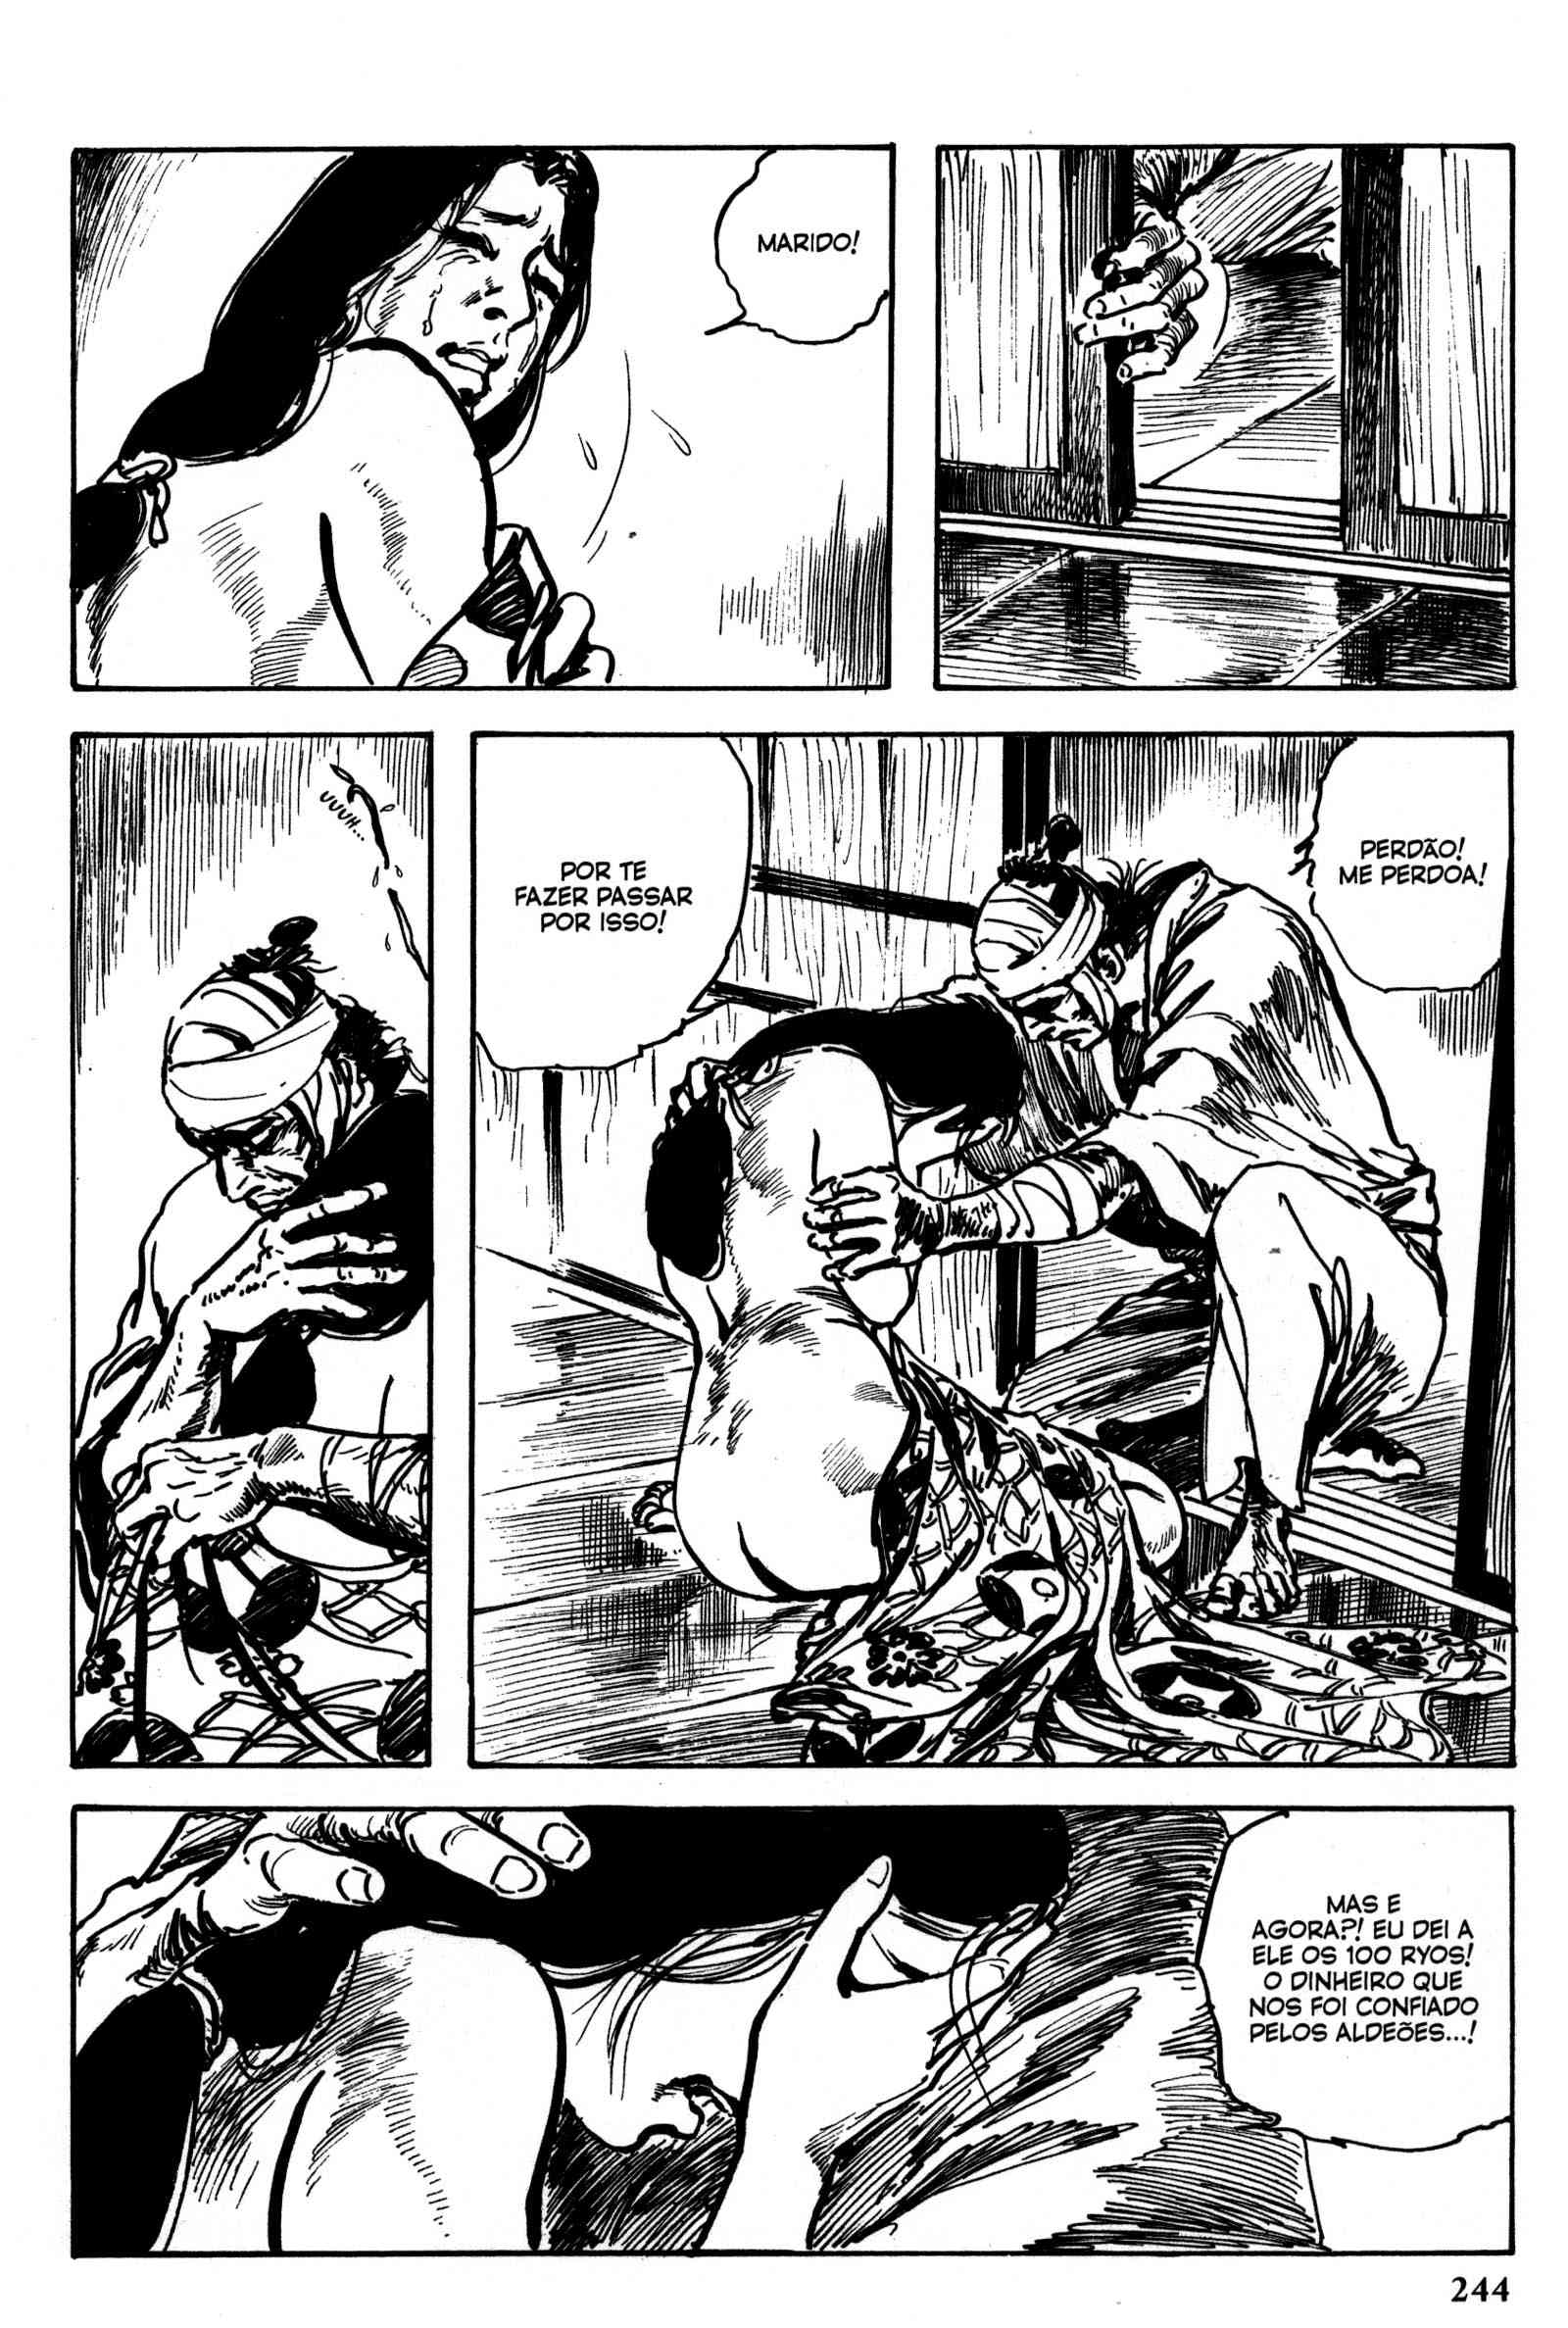 MARIDO!
PERDÃO!
ME PERDOA!
POR TE
FAZER PASSAR
POR ISSO!
UUUH...
MAS E
AGORA?! EU DEI A
ELE OS 100 RYOS!
O DINHEIRO QUE
NOS FOI CONFIADO
PELOS ALDEÕES...!
244